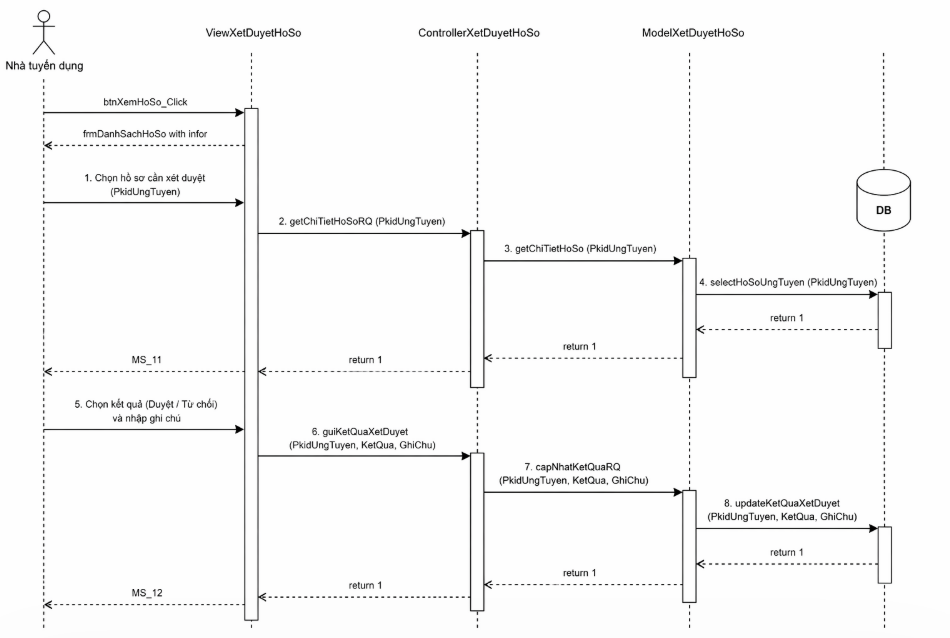 ViewXetDuyetHoSo
ControllerXetDuyetHoSo
ModelXetDuyetHoSo
Nhà tuyển dụng
btnXemHoSo_Click
frmDanhSachHoSo with infor
1. Chọn hồ sơ cần xét duyệt
(PkidUngTuyen)
DB
2. getChiTietHoSoRQ (PkidUngTuyen)
3. getChiTietHoSo (PkidUngTuyen)
4. selectHoSoUngTuyen (PkidUngTuyen)
return 1
return 1
return 1
MS_11
5. Chọn kết quả (Duyệt / Từ chối)
và nhập ghi chú
6. guiKetQuaXetDuyet
(PkidUngTuyen, KetQua, GhiChu)
7. capNhatKetQuaRQ
(PkidUngTuyen, KetQua, GhiChu)
8. updateKetQuaXetDuyet
(PkidUngTuyen, KetQua, GhiChu)
return 1
return 1
return 1
MS_12